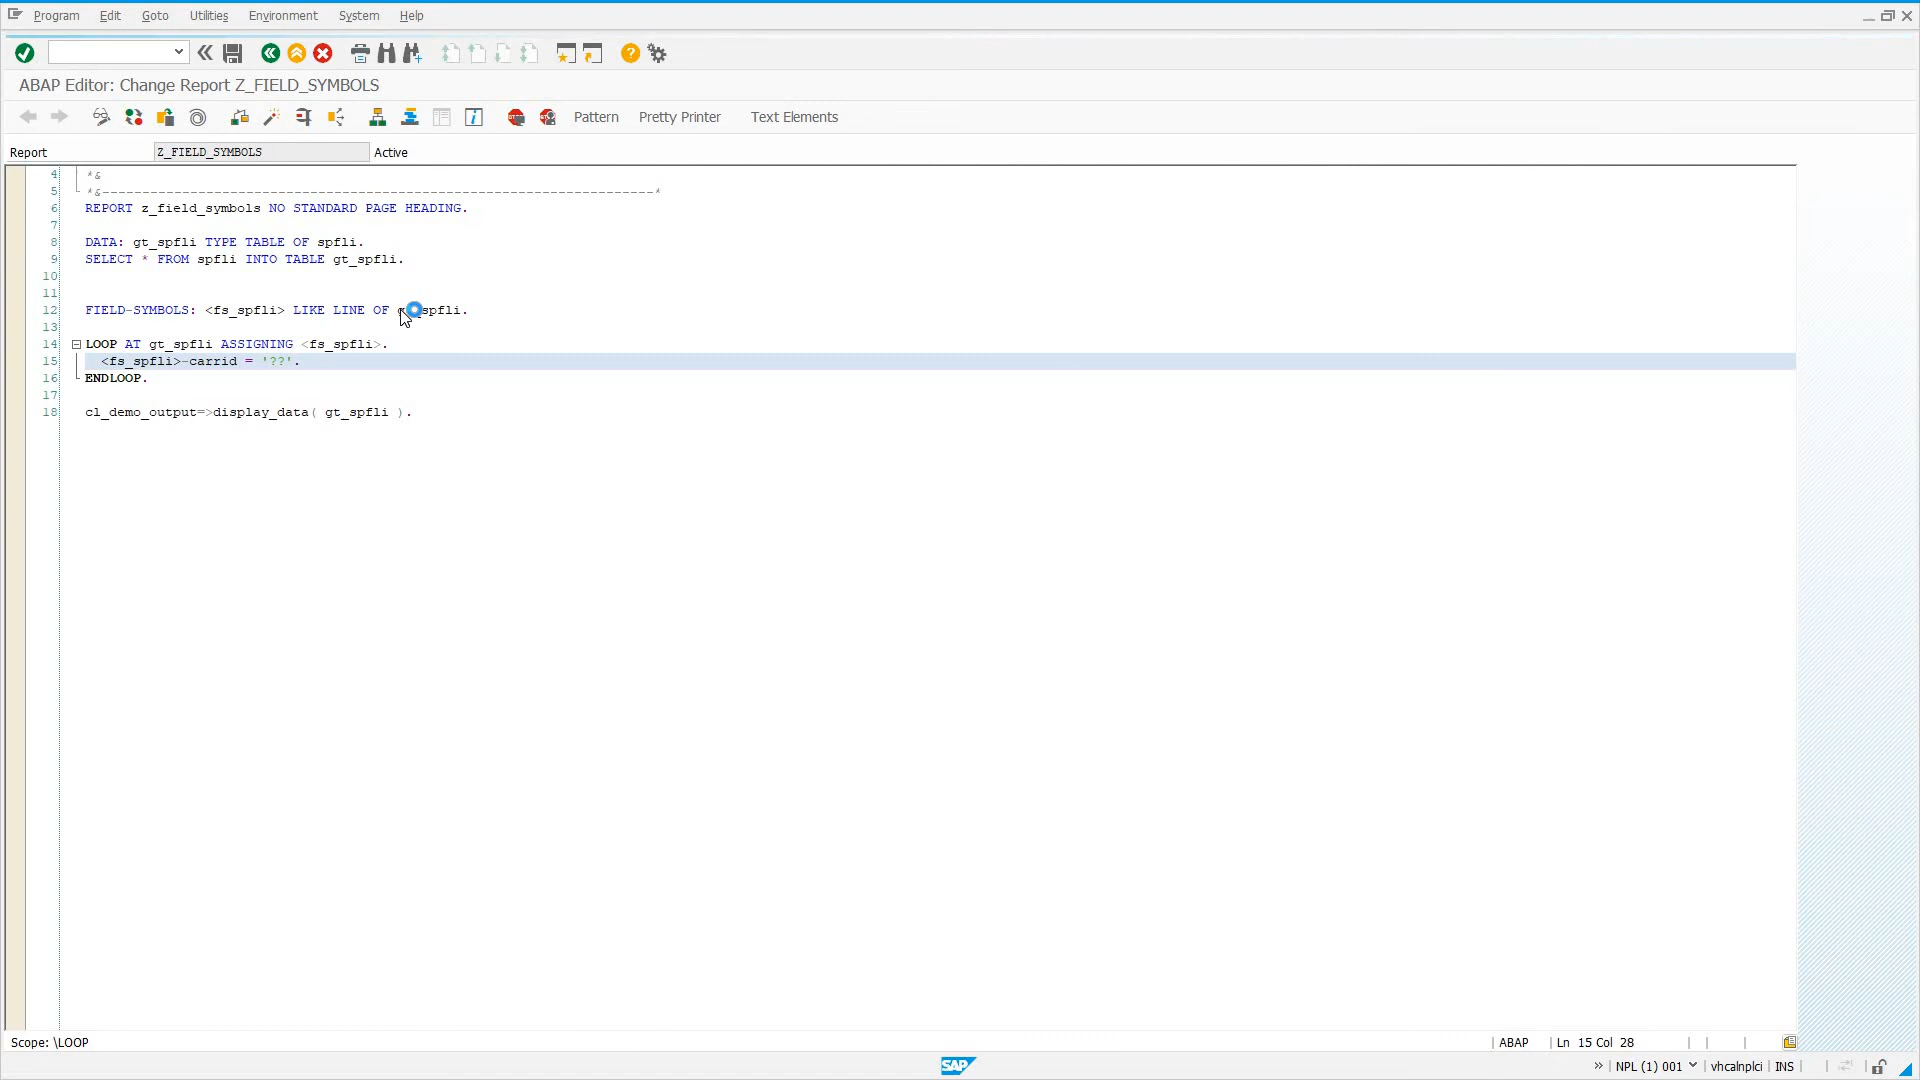 Program Edit Goto Utilities Environment System Help
ABAP Editor: Change Report Z_FIELD_SYMBOLS
Pattern Pretty Printer Text Elements
Report Z_FIELD_SYMBOLS Active
4 *&
5 *&---------------------------------------------------------------------*
6 REPORT z_field_symbols NO STANDARD PAGE HEADING.
7
8 DATA: gt_spfli TYPE TABLE OF spfli.
9 SELECT * FROM spfli INTO TABLE gt_spfli.
10
11
12 FIELD-SYMBOLS: <fs_spfli> LIKE LINE OF gt_spfli.
13
14 LOOP AT gt_spfli ASSIGNING <fs_spfli>.
15 <fs_spfli>-carrid = '??'.
16 ENDLOOP.
17
18 cl_demo_output=>display_data( gt_spfli ).
Scope: \LOOP ABAP Ln 15 Col 28
SAP NPL (1) 001 vhcalnplci INS